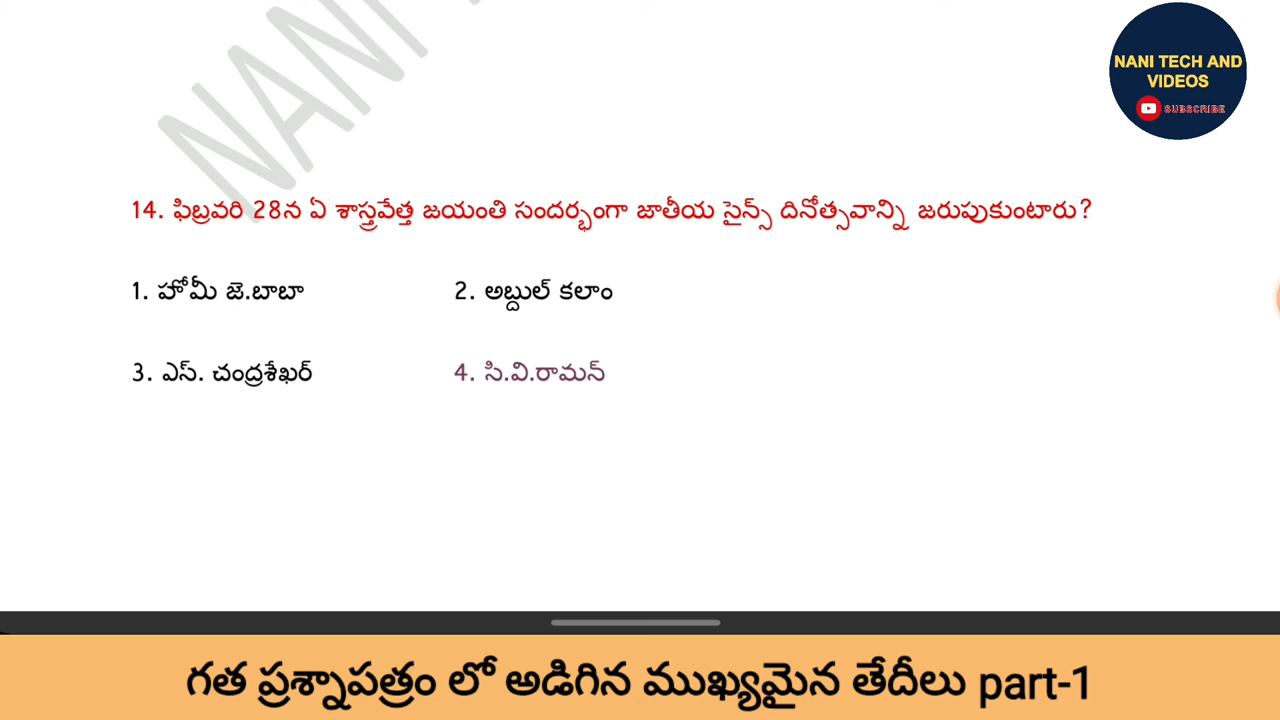 NANI
NANI TECH AND
VIDEOS
SUBSCRIBE
14. ఫిబ్రవరి 28న ఏ శాస్త్రవేత్త జయంతి సందర్భంగా జాతీయ సైన్స్ దినోత్సవాన్ని జరుపుకుంటారు?
1. హోమీ జె.బాబా 2. అబ్దుల్ కలాం
3. ఎస్. చంద్రశేఖర్ 4. సి.వి.రామన్
గత ప్రశ్నాపత్రం లో అడిగిన ముఖ్యమైన తేదీలు part-1